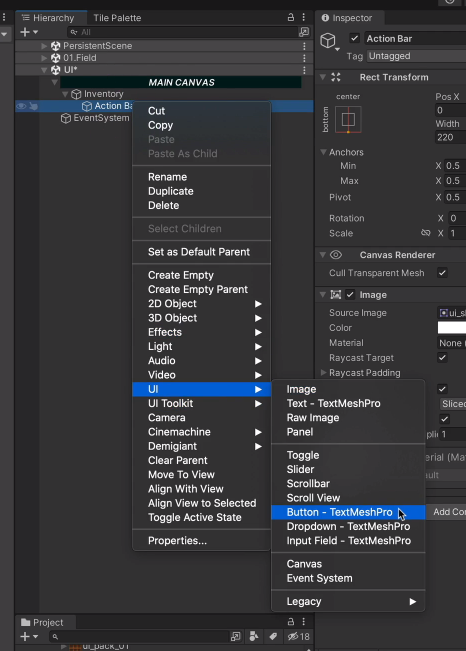 Hierarchy
Tile Palette
All
PersistentScene
01.Field
UI*
MAIN CANVAS
Inventory
Action Ba
EventSystem
Cut
Copy
Paste
Paste As Child
Rename
Duplicate
Delete
Select Children
Set as Default Parent
Create Empty
Create Empty Parent
2D Object
3D Object
Effects
Light
Audio
Video
UI
UI Toolkit
Camera
Cinemachine
Demigiant
Clear Parent
Move To View
Align With View
Align View to Selected
Toggle Active State
Properties...
Image
Text - TextMeshPro
Raw Image
Panel
Toggle
Slider
Scrollbar
Scroll View
Button - TextMeshPro
Dropdown - TextMeshPro
Input Field - TextMeshPro
Canvas
Event System
Legacy
Inspector
Action Bar
Tag Untagged
Rect Transform
center
bottom
Pos X
0
Width
220
Anchors
Min X 0.5
Max X 0.5
Pivot X 0.5
Rotation X 0
Scale X 1
Canvas Renderer
Cull Transparent Mesh
Image
Source Image ui_s
Color
Material None (
Raycast Target
Raycast Padding
Sliced
1
erial (Ma
ult
Add Co
Project
18
ui_pack_01